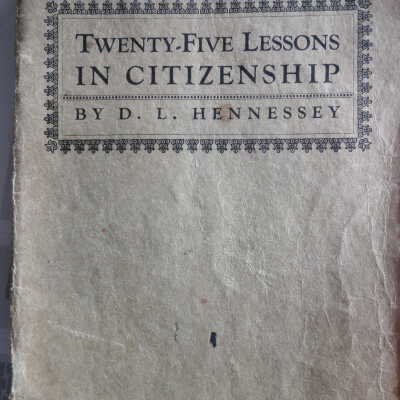 TWENTY-FIVE LESSONS
IN CITIZENSHIP
BY D. L. HENNESSEY